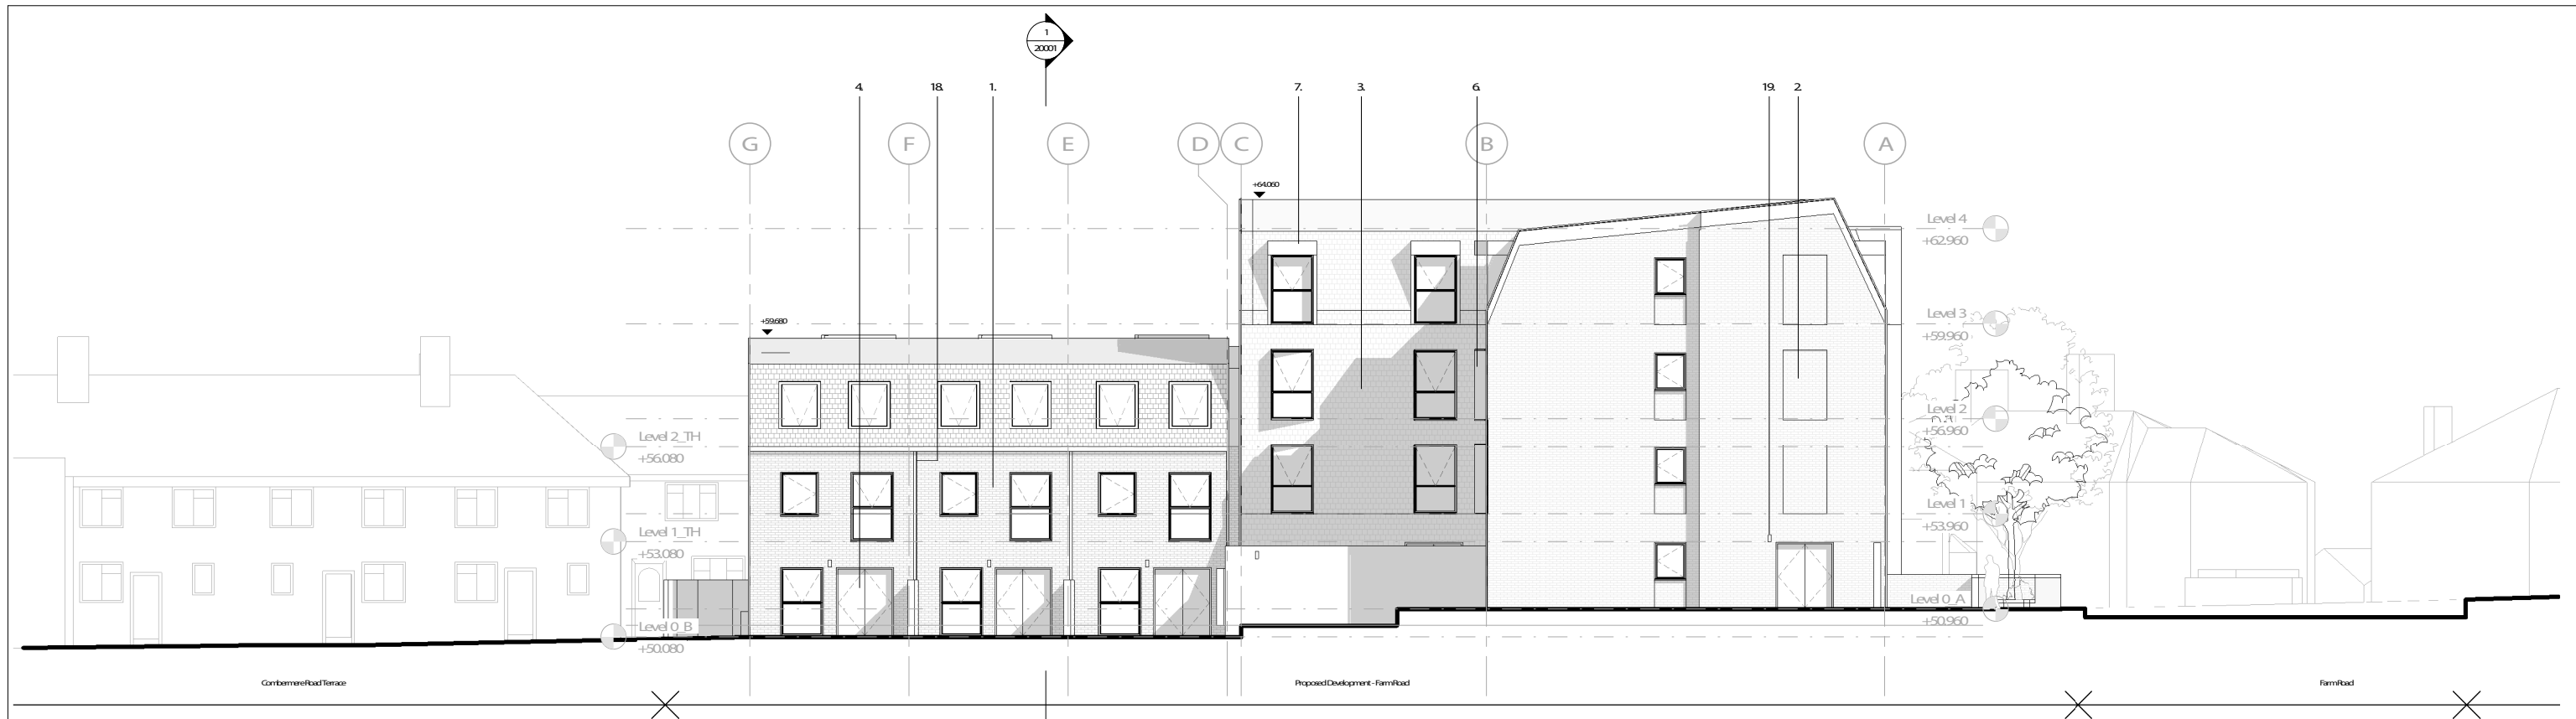 1
20001
4.
18.
1.
7.
3.
6.
19.
2.
G
F
E
D
C
B
A
+64.060
+59.680
Level 4
+62.960
Level 3
+59.960
Level 2
+56.960
Level 1
+53.960
Level 0_A
+50.960
Level 2_TH
+56.080
Level 1_TH
+53.080
Level 0_B
+50.080
Combermere Road Terrace
Proposed Development - Farm Road
Farm Road